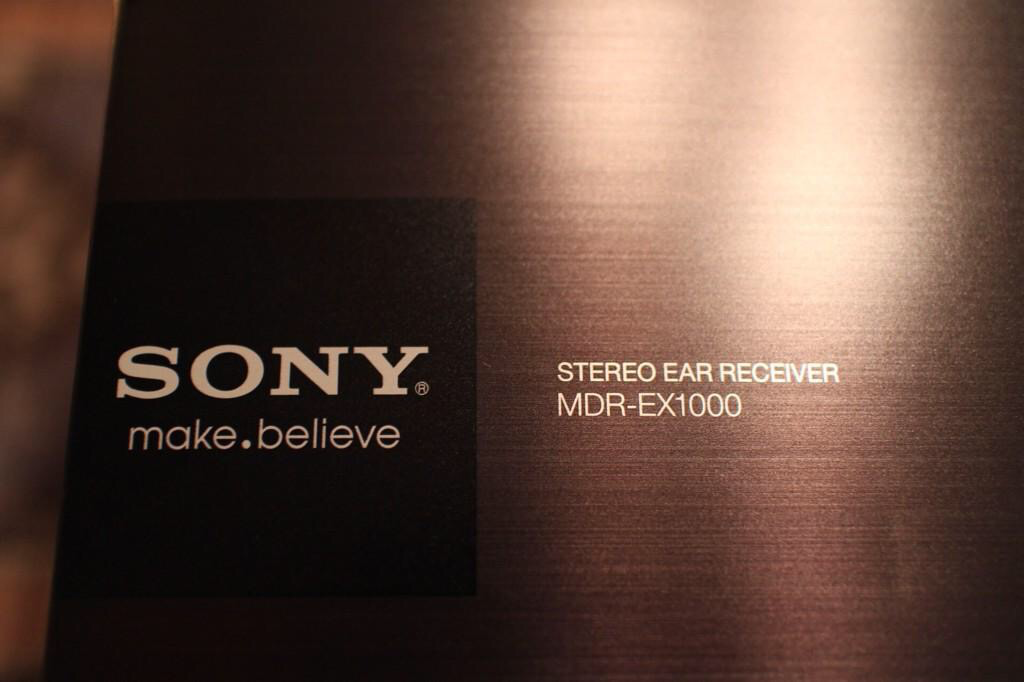 SONY®
make.believe
STEREO EAR RECEIVER
MDR-EX1000